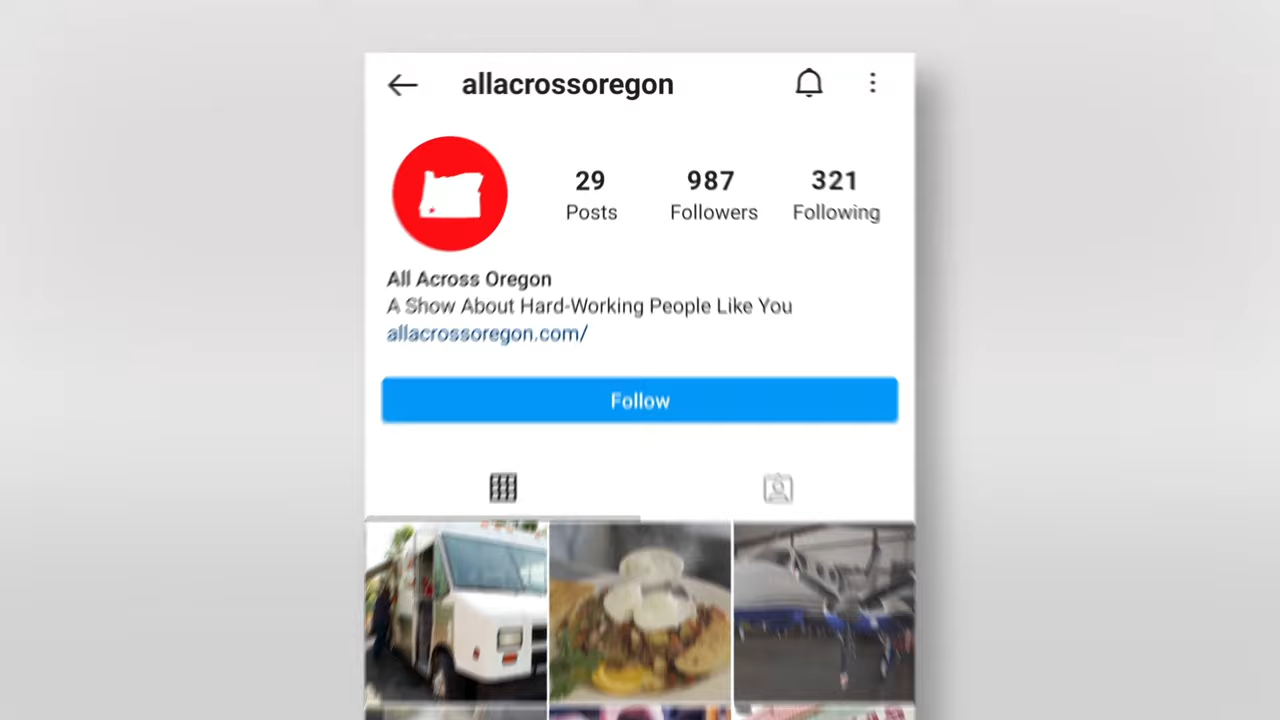 allacrossoregon
29 987 321
Posts Followers Following
All Across Oregon
A Show About Hard-Working People Like You
allacrossoregon.com/
Follow